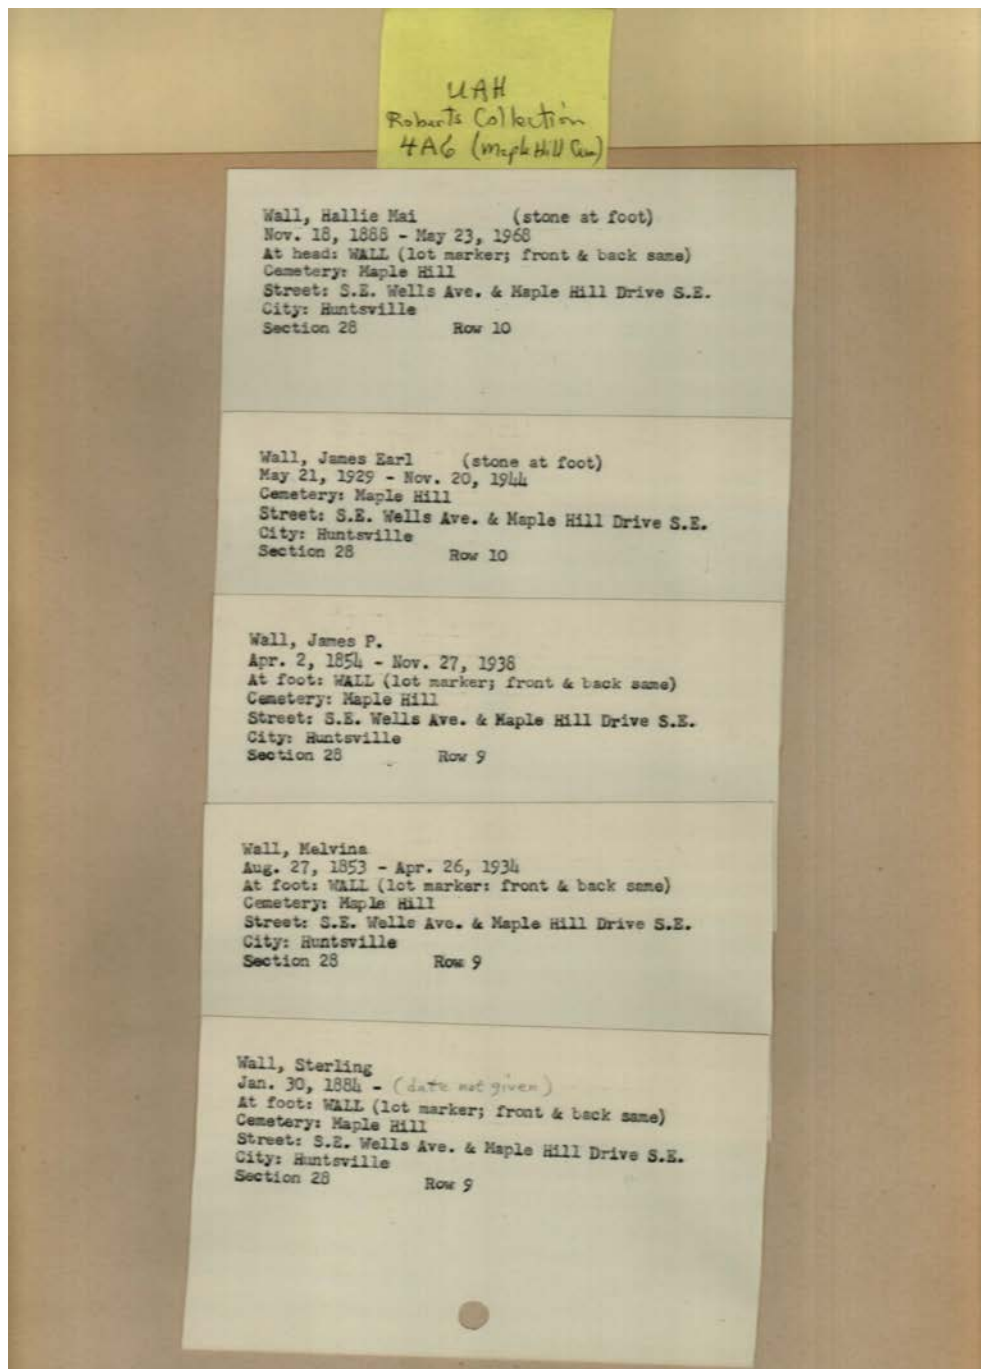 UAH
Roberts Collection
4A6 (Maple Hill Cem)
Wall, Hallie Mai (stone at foot)
Nov. 18, 1888 - May 23, 1968
At head: WALL (lot marker; front & back same)
Cemetery: Maple Hill
Street: S.E. Wells Ave. & Maple Hill Drive S.E.
City: Huntsville
Section 28 Row 10
Wall, James Earl (stone at foot)
May 21, 1929 - Nov. 20, 1944
Cemetery: Maple Hill
Street: S.E. Wells Ave. & Maple Hill Drive S.E.
City: Huntsville
Section 28 Row 10
Wall, James P.
Apr. 2, 1854 - Nov. 27, 1938
At foot: WALL (lot marker; front & back same)
Cemetery: Maple Hill
Street: S.E. Wells Ave. & Maple Hill Drive S.E.
City: Huntsville
Section 28 Row 9
Wall, Melvina
Aug. 27, 1853 - Apr. 26, 1934
At foot: WALL (lot marker: front & back same)
Cemetery: Maple Hill
Street: S.E. Wells Ave. & Maple Hill Drive S.E.
City: Huntsville
Section 28 Row 9
Wall, Sterling
Jan. 30, 1884 - (date not given)
At foot: WALL (lot marker; front & back same)
Cemetery: Maple Hill
Street: S.E. Wells Ave. & Maple Hill Drive S.E.
City: Huntsville
Section 28 Row 9